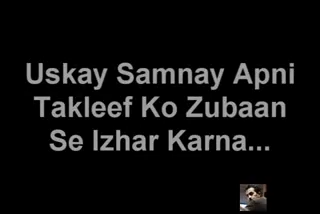 Uskay Samnay Apni
Takleef Ko Zubaan
Se Izhar Karna...